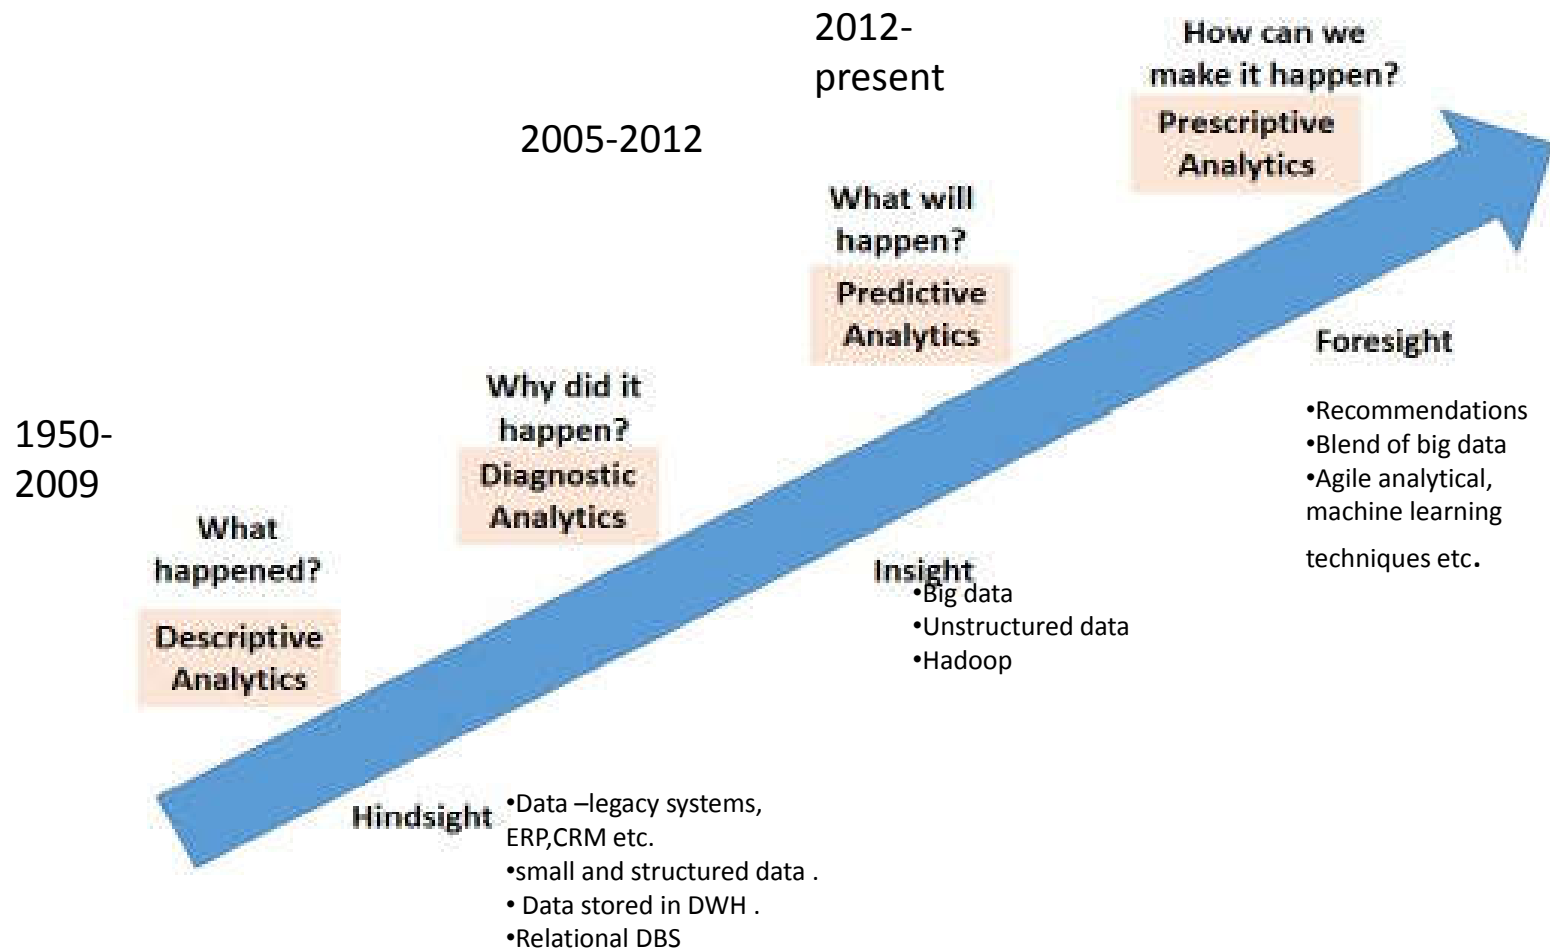 2012-
present
How can we
make it happen?
Prescriptive
Analytics
2005-2012
What will
happen?
Predictive
Analytics
Why did it
happen?
Diagnostic
Analytics
1950-
2009
What
happened?
Descriptive
Analytics
Foresight
•Recommendations
•Blend of big data
•Agile analytical,
machine learning
techniques etc.
Insight
•Big data
•Unstructured data
•Hadoop
Hindsight
•Data –legacy systems,
ERP,CRM etc.
•small and structured data .
• Data stored in DWH .
•Relational DBS